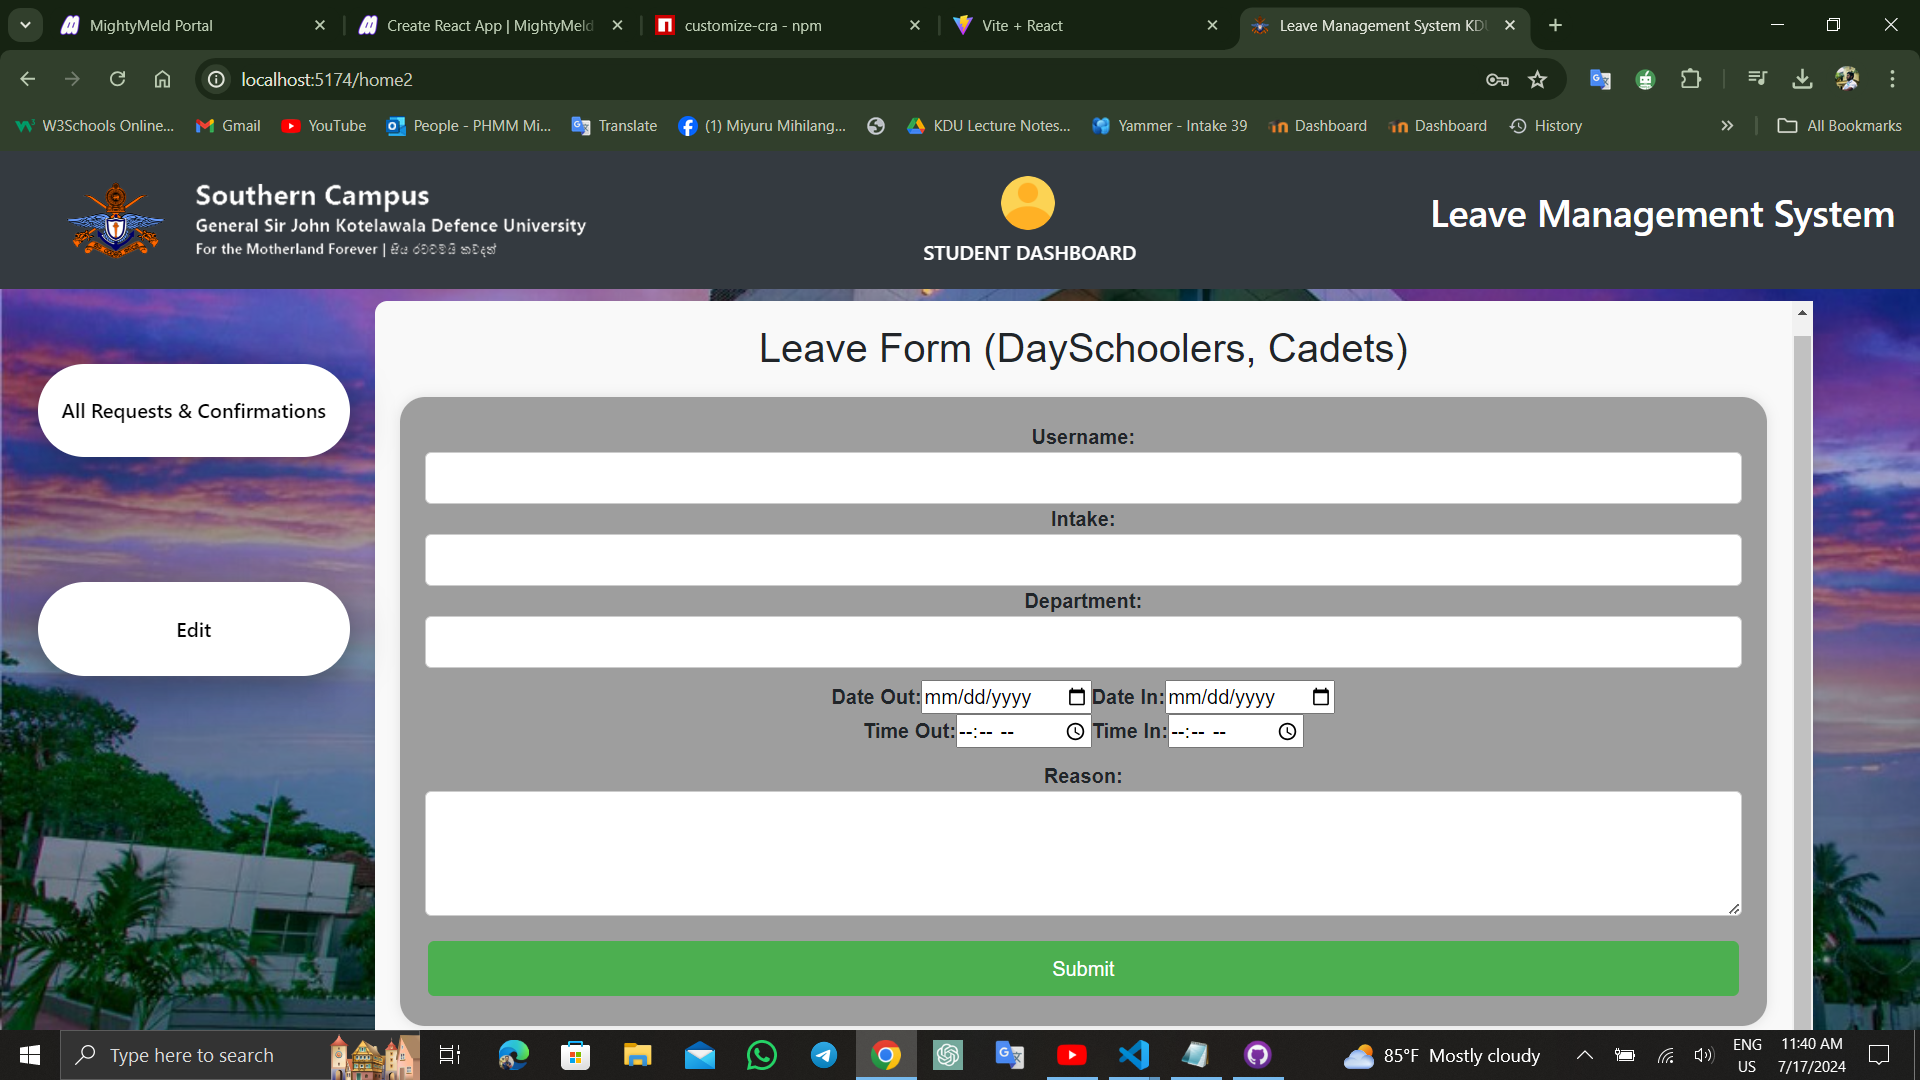 MightyMeld Portal
Create React App | MightyMeld
customize-cra - npm
Vite + React
Leave Management System KDU
localhost:5174/home2
W3Schools Online...
Gmail
YouTube
People - PHMM Mi...
Translate
(1) Miyuru Mihilang...
KDU Lecture Notes...
Yammer - Intake 39
Dashboard
Dashboard
History
All Bookmarks
Southern Campus
General Sir John Kotelawala Defence University
For the Motherland Forever |
STUDENT DASHBOARD
Leave Management System
All Requests & Confirmations
Edit
Leave Form (DaySchoolers, Cadets)
Username:
Intake:
Department:
Date Out: mm/dd/yyyy Date In: mm/dd/yyyy
Time Out: --:-- -- Time In: --:-- --
Reason:
Submit
Type here to search
85°F Mostly cloudy
ENG
US
11:40 AM
7/17/2024